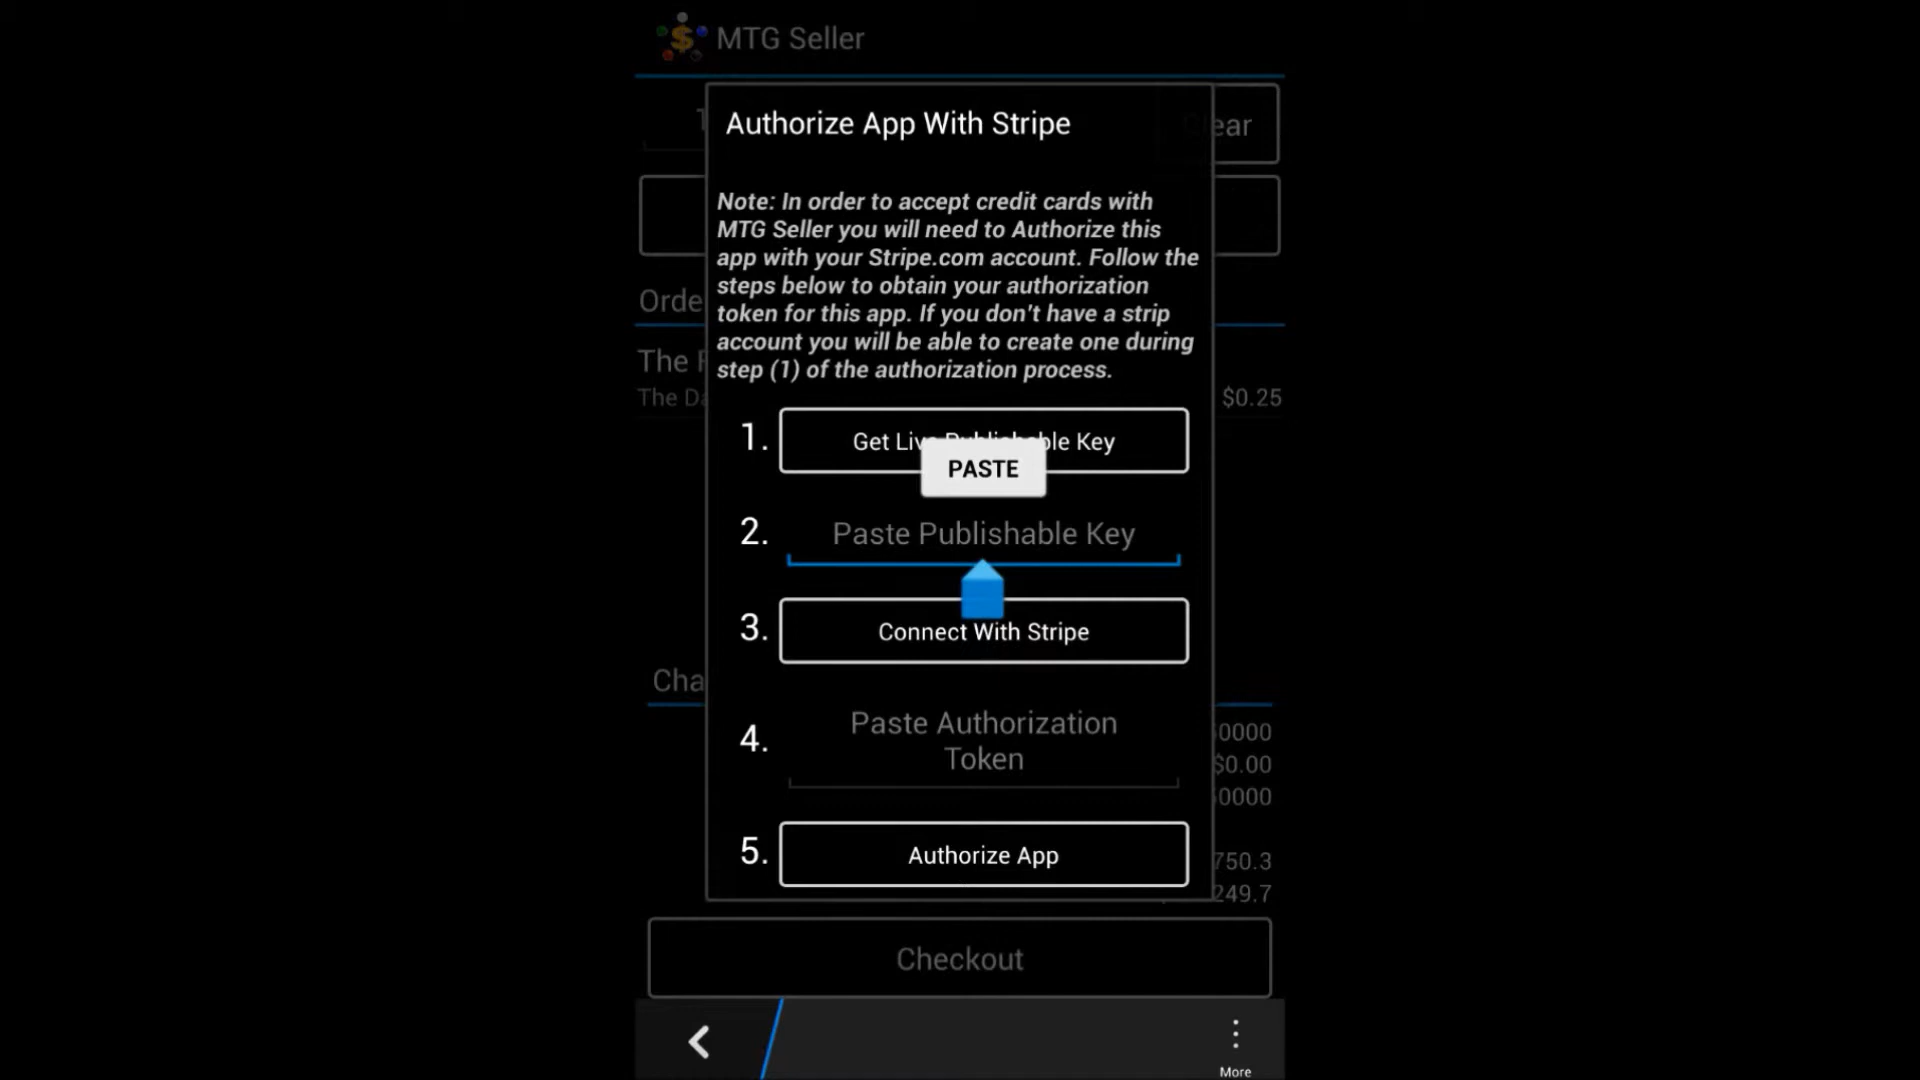 MTG Seller
Authorize App With Stripe
Clear
Note: In order to accept credit cards with
MTG Seller you will need to Authorize this
app with your Stripe.com account. Follow the
steps below to obtain your authorization
token for this app. If you don't have a strip
account you will be able to create one during
step (1) of the authorization process.
Orde
The
The Da
$0.25
1. Get Live Publishable Key
PASTE
2. Paste Publishable Key
3. Connect With Stripe
Cha
0000
$0.00
0000
4. Paste Authorization
Token
5. Authorize App
750.3
249.7
Checkout
More